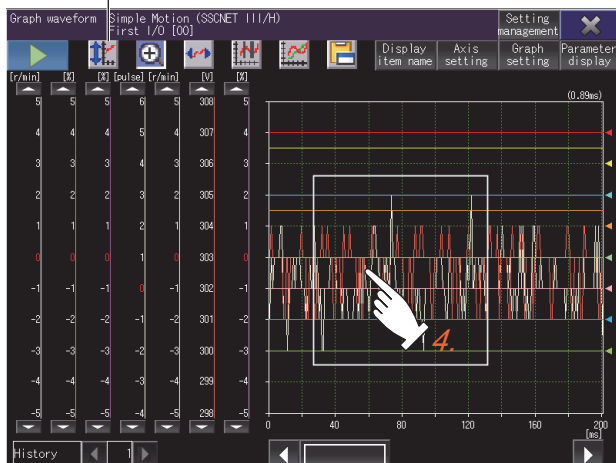 Graph waveform
Simple Motion (SSCNET III/H)
First I/O [00]
Setting
management
Display
item name
Axis
setting
Graph
setting
Parameter
display
[r/min] [%] [%] [pulse] [r/min] [V] [%]
(0.89ms)
5 5 5 6 5 308 5
4 4 4 5 4 307 4
3 3 3 4 3 306 3
2 2 2 3 2 305 2
1 1 1 2 1 304 1
0 0 0 1 0 303 0
-1 -1 -1 0 -1 302 -1
-2 -2 -2 -1 -2 301 -2
-3 -3 -3 -2 -3 300 -3
-4 -4 -4 -3 -4 299 -4
-5 -5 -5 -4 -5 298 -5
4.
0 40 80 120 160 200
[ms]
History 1